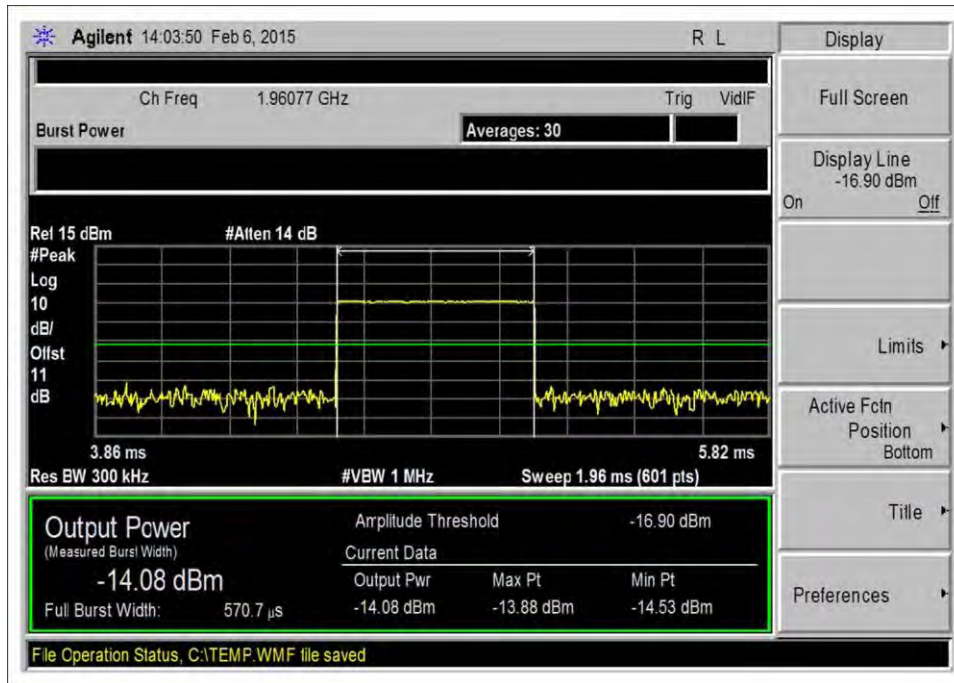 Agilent 14:03:50 Feb 6, 2015 R L
Display
Ch Freq 1.96077 GHz Trig VidIF
Burst Power Averages: 30
Full Screen
Display Line
-16.90 dBm
On Off
Ref 15 dBm #Atten 14 dB
#Peak
Log
10
dB/
Offst
11
dB
3.86 ms 5.82 ms
Res BW 300 kHz #VBW 1 MHz Sweep 1.96 ms (601 pts)
Limits
Active Fctn
Position
Bottom
Title
Preferences
Output Power
(Measured Burst Width)
-14.08 dBm
Full Burst Width: 570.7 µs
Amplitude Threshold -16.90 dBm
Current Data
Output Pwr Max Pt Min Pt
-14.08 dBm -13.88 dBm -14.53 dBm
File Operation Status, C:\TEMP.WMF file saved